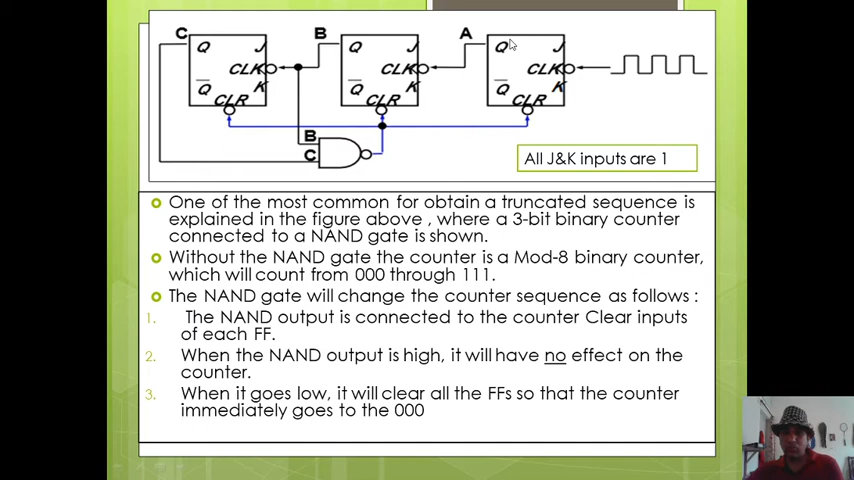 C
B
A
Q
J
Q
J
Q
J
CLK
CLK
CLK
Q
K
Q
K
Q
K
CLR
CLR
CLR
B
C
All J&K inputs are 1
One of the most common for obtain a truncated sequence is
explained in the figure above , where a 3-bit binary counter
connected to a NAND gate is shown.
Without the NAND gate the counter is a Mod-8 binary counter,
which will count from 000 through 111.
The NAND gate will change the counter sequence as follows :
1. The NAND output is connected to the counter Clear inputs
of each FF.
2. When the NAND output is high, it will have no effect on the
counter.
3. When it goes low, it will clear all the FFs so that the counter
immediately goes to the 000